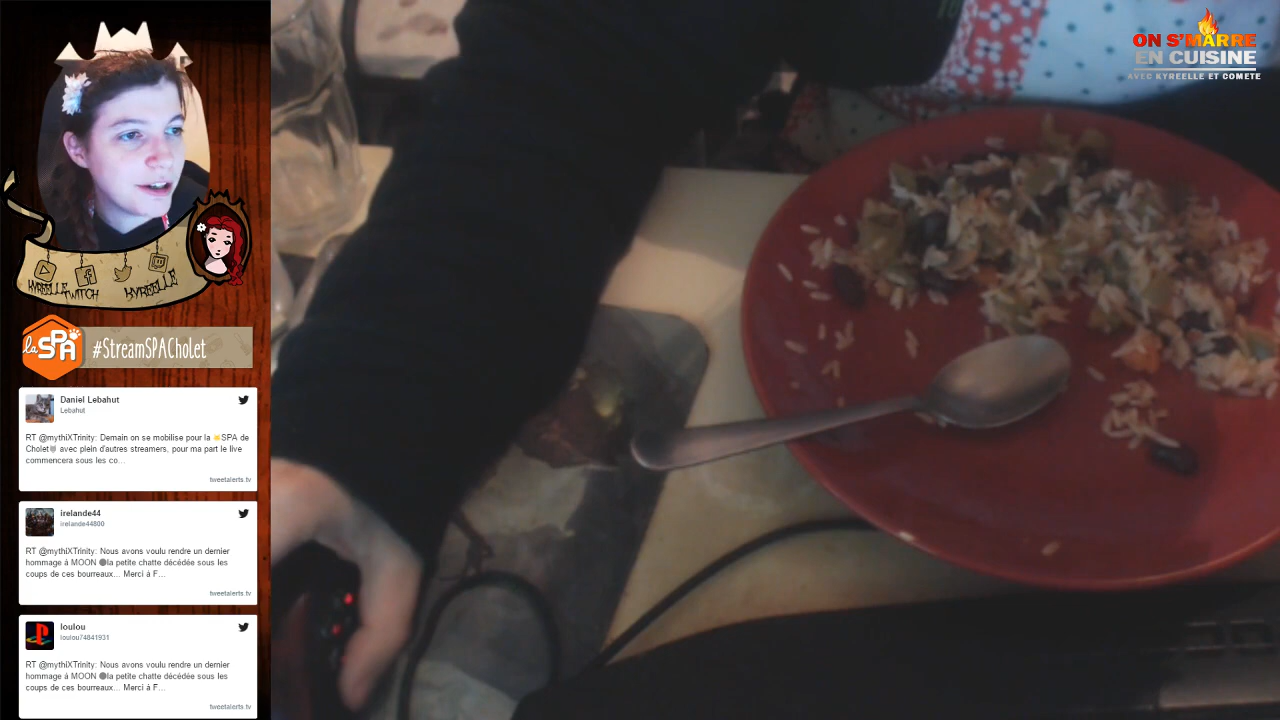 ON S'MARRE
EN CUISINE
AVEC KYREELLE ET COMETE
KYREELLE
TWITCH
KYREELLE
la SPA
#StreamSPACholet
Daniel Lebahut
Lebahut
RT @mythiXTrinity: Demain on se mobilise pour la SPA de
Cholet avec plein d'autres streamers, pour ma part le live
commencera sous les co...
tweetalerts.tv
irelande44
irelande44800
RT @mythiXTrinity: Nous avons voulu rendre un dernier
hommage à MOON la petite chatte décédée sous les
coups de ces bourreaux... Merci à F...
tweetalerts.tv
loulou
loulou74841931
RT @mythiXTrinity: Nous avons voulu rendre un dernier
hommage à MOON la petite chatte décédée sous les
coups de ces bourreaux... Merci à F...
tweetalerts.tv